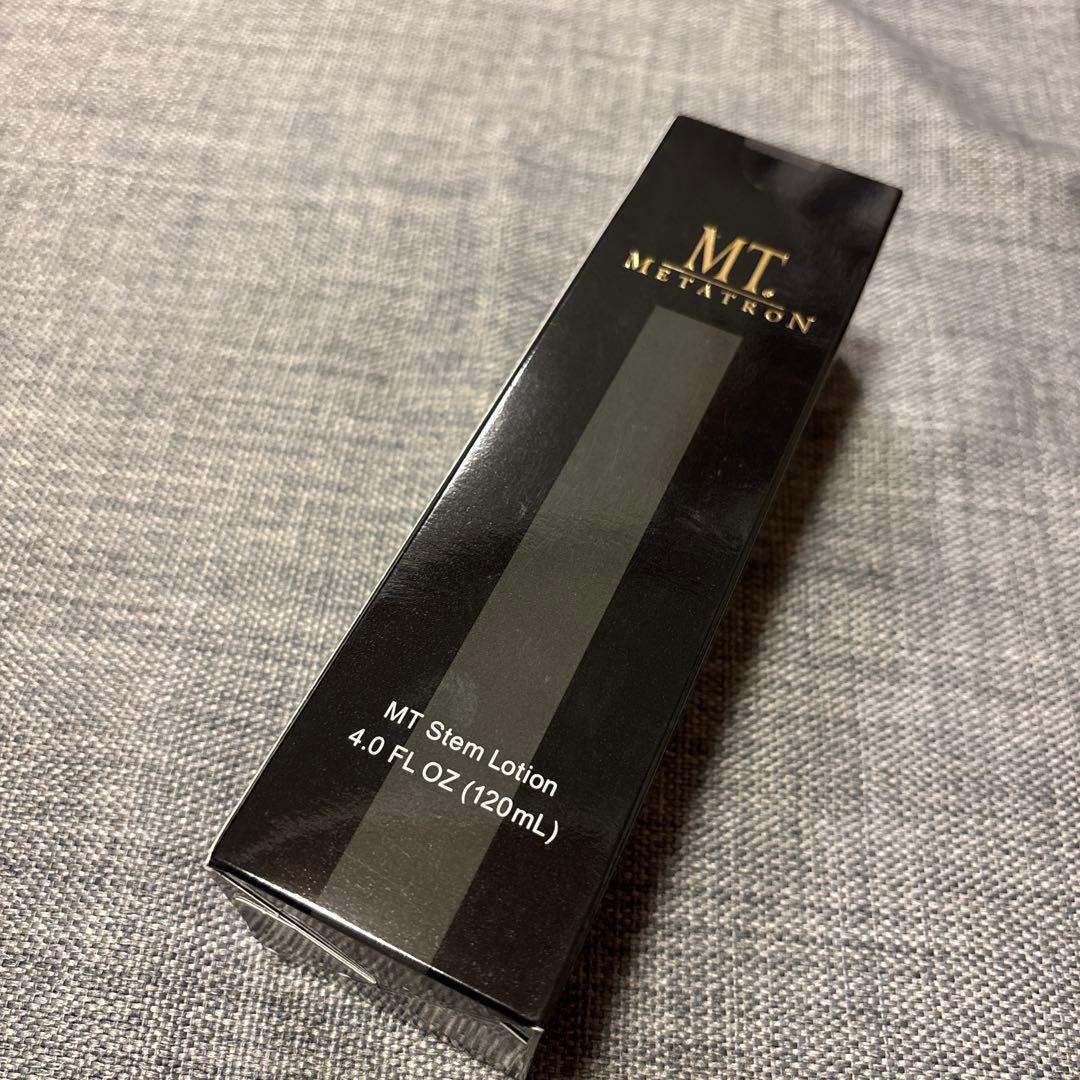 MT.
METATRON
MT Stem Lotion
4.0 FL OZ (120mL)